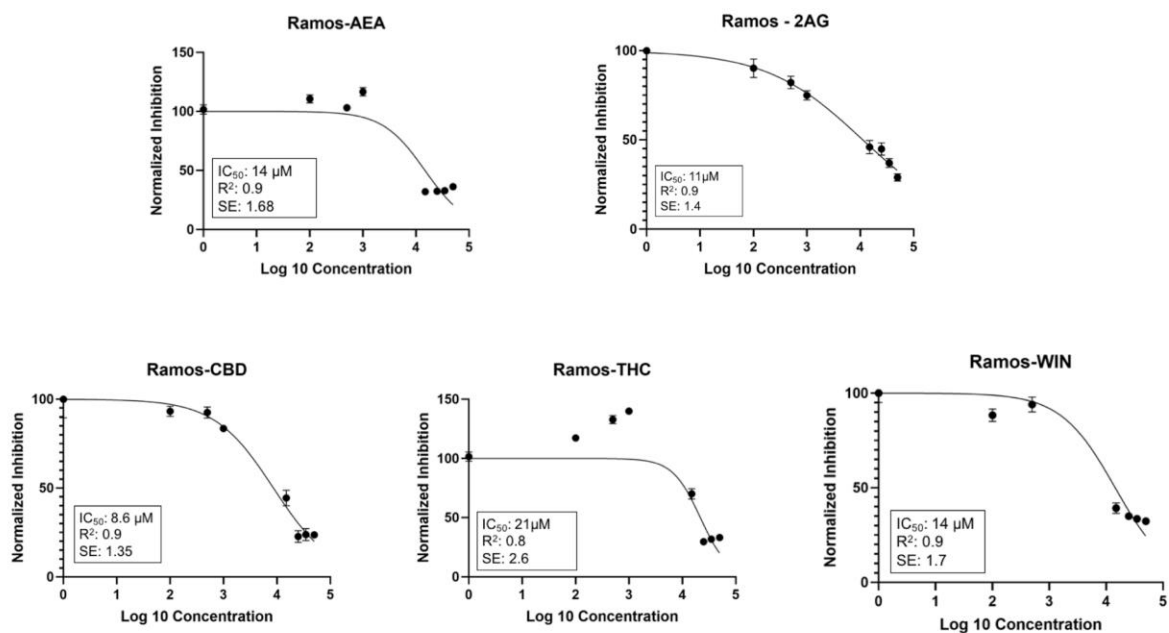 Ramos-AEA
Normalized Inhibition
150
100
50
0
IC₅₀: 14 µM
R²: 0.9
SE: 1.68
0 1 2 3 4 5
Log 10 Concentration
Ramos - 2AG
Normalized Inhibition
100
50
0
IC₅₀: 11µM
R²: 0.9
SE: 1.4
0 1 2 3 4 5
Log 10 Concentration
Ramos-CBD
Normalized Inhibition
100
50
0
IC₅₀: 8.6 µM
R²: 0.9
SE: 1.35
0 1 2 3 4 5
Log 10 Concentration
Ramos-THC
Normalized Inhibition
150
100
50
0
IC₅₀: 21µM
R²: 0.8
SE: 2.6
0 1 2 3 4 5
Log 10 Concentration
Ramos-WIN
Normalized Inhibition
100
50
0
IC₅₀: 14 µM
R²: 0.9
SE: 1.7
0 1 2 3 4 5
Log 10 Concentration